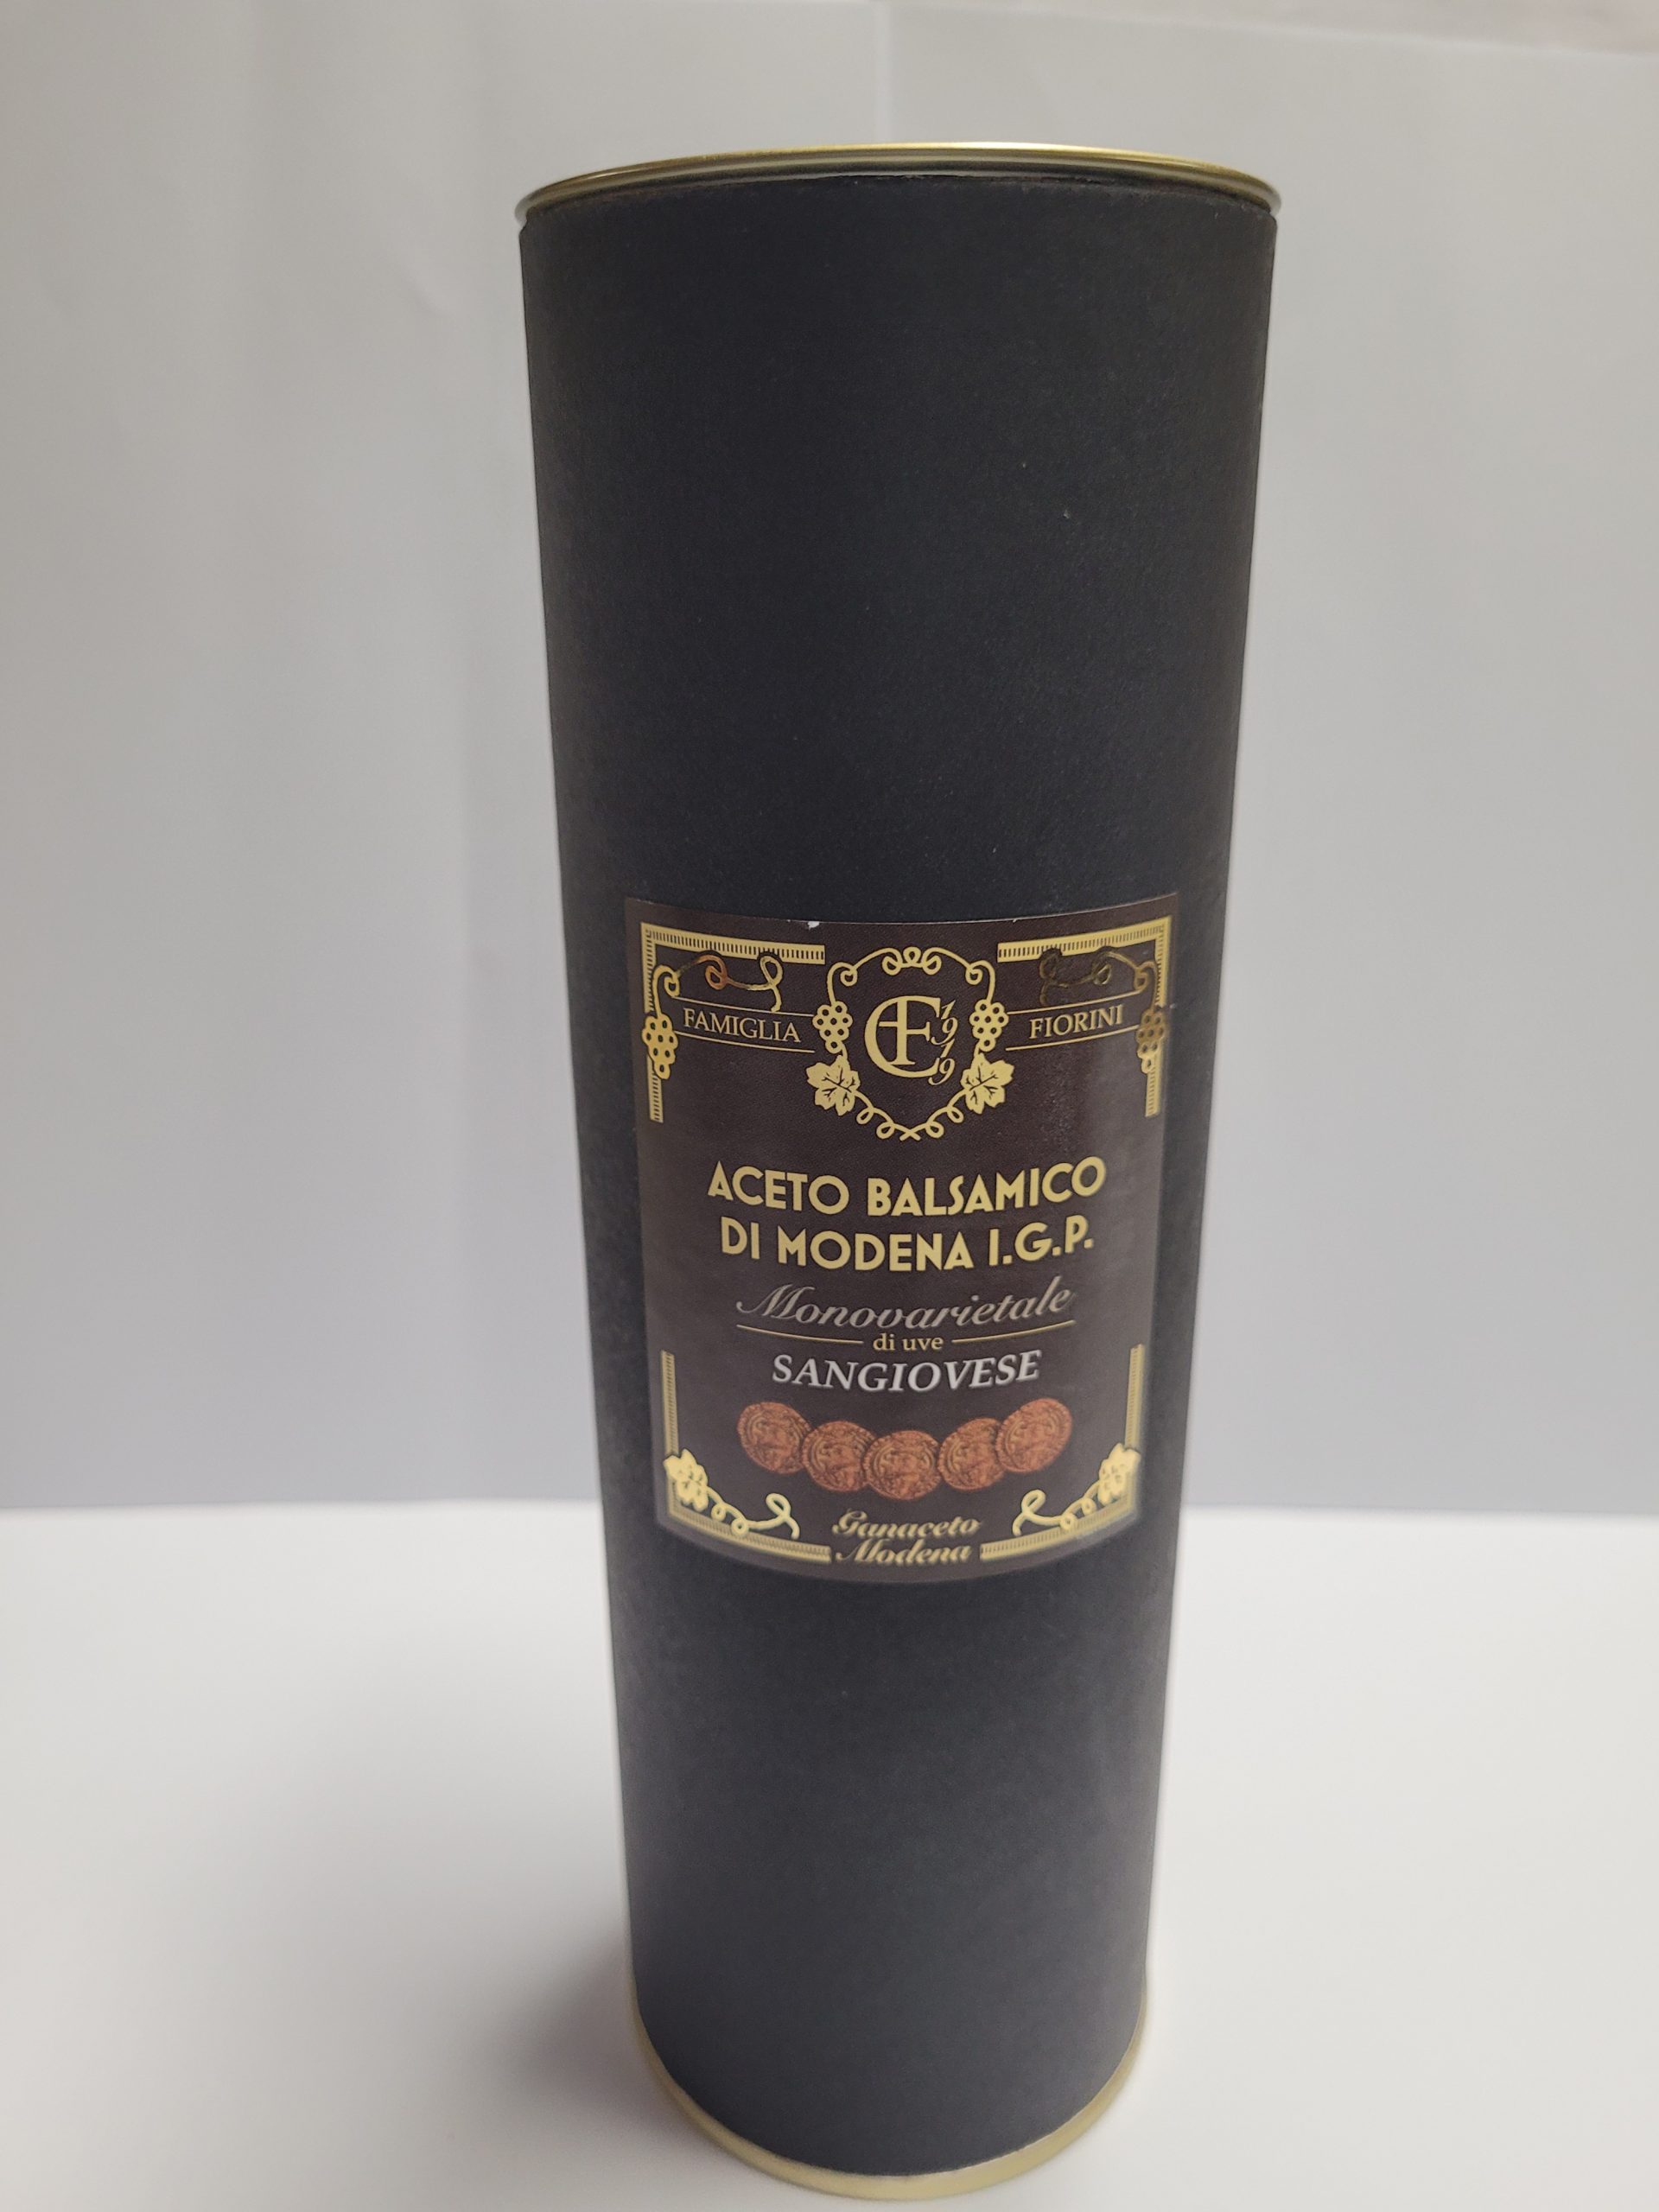 FAMIGLIA
CF 1919
FIORINI
ACETO BALSAMICO
DI MODENA I.G.P.
Monovarietale
di uve
SANGIOVESE
Ganaceto
Modena